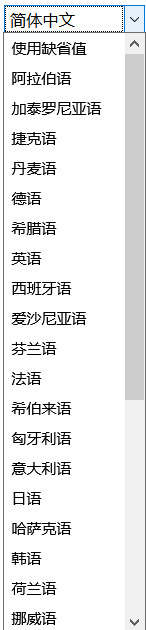 简体中文
使用缺省值
阿拉伯语
加泰罗尼亚语
捷克语
丹麦语
德语
希腊语
英语
西班牙语
爱沙尼亚语
芬兰语
法语
希伯来语
匈牙利语
意大利语
日语
哈萨克语
韩语
荷兰语
挪威语